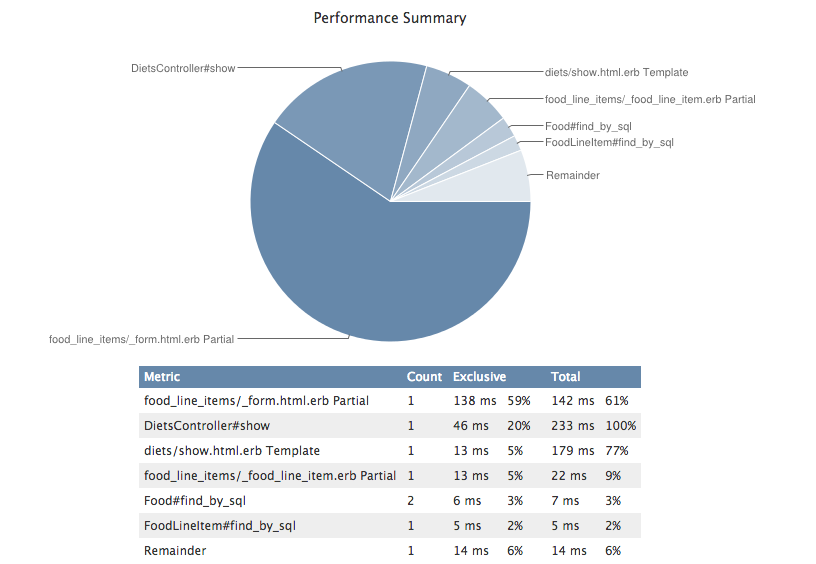 Performance Summary
DietsController#show
diets/show.html.erb Template
food_line_items/_food_line_item.erb Partial
Food#find_by_sql
FoodLineItem#find_by_sql
Remainder
food_line_items/_form.html.erb Partial
Metric Count Exclusive Total
food_line_items/_form.html.erb Partial 1 138 ms 59% 142 ms 61%
DietsController#show 1 46 ms 20% 233 ms 100%
diets/show.html.erb Template 1 13 ms 5% 179 ms 77%
food_line_items/_food_line_item.erb Partial 1 13 ms 5% 22 ms 9%
Food#find_by_sql 2 6 ms 3% 7 ms 3%
FoodLineItem#find_by_sql 1 5 ms 2% 5 ms 2%
Remainder 1 14 ms 6% 14 ms 6%